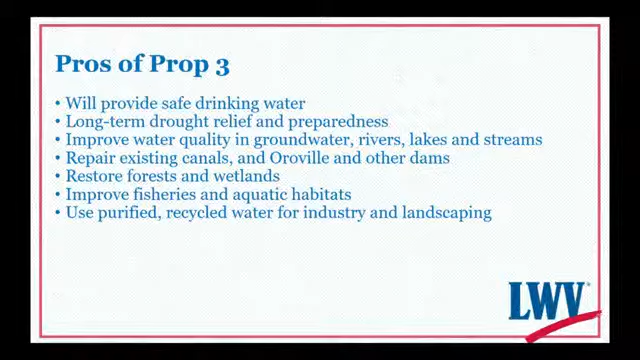 Pros of Prop 3
• Will provide safe drinking water
• Long-term drought relief and preparedness
• Improve water quality in groundwater, rivers, lakes and streams
• Repair existing canals, and Oroville and other dams
• Restore forests and wetlands
• Improve fisheries and aquatic habitats
• Use purified, recycled water for industry and landscaping
LWV®